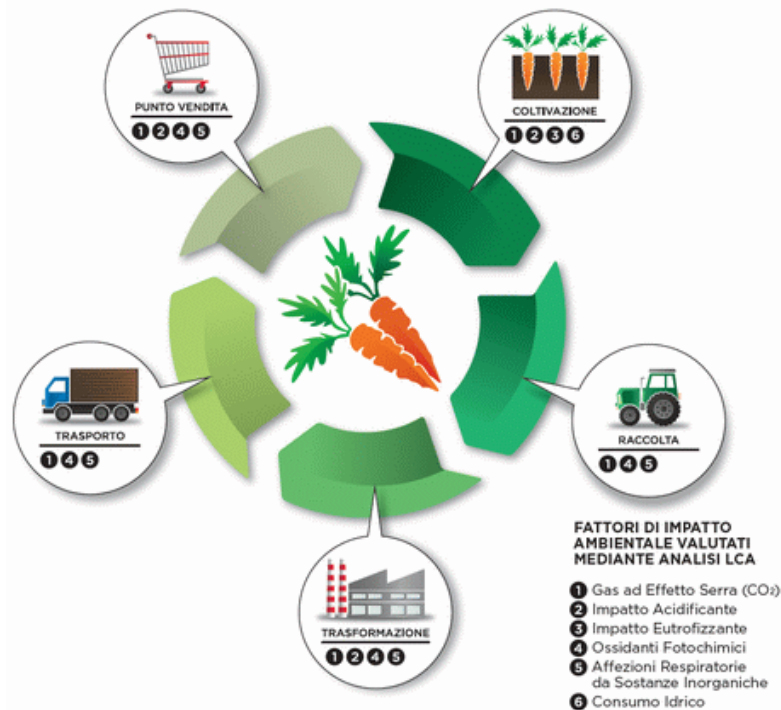 PUNTO VENDITA
1 2 4 5
COLTIVAZIONE
1 2 3 6
TRASPORTO
1 4 5
RACCOLTA
1 4 5
TRASFORMAZIONE
1 2 4 5
FATTORI DI IMPATTO
AMBIENTALE VALUTATI
MEDIANTE ANALISI LCA
1 Gas ad Effetto Serra (CO₂)
2 Impatto Acidificante
3 Impatto Eutrofizzante
4 Ossidanti Fotochimici
5 Affezioni Respiratorie
da Sostanze Inorganiche
6 Consumo Idrico